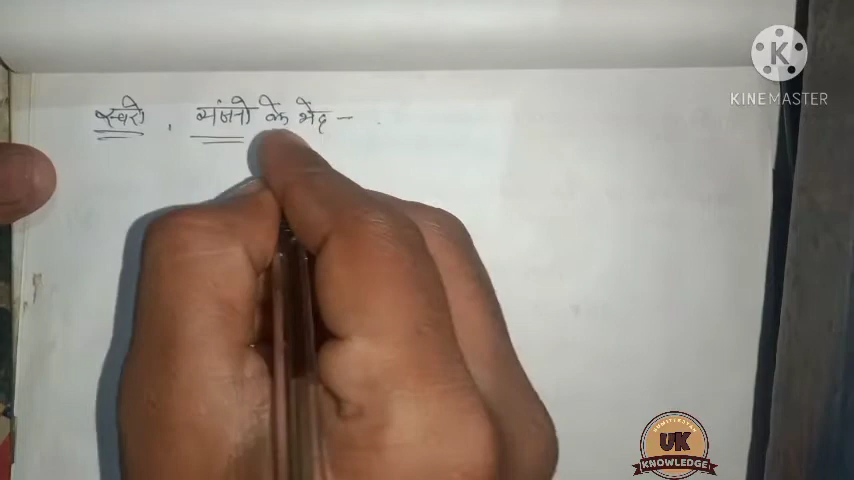 स्वरो , व्यंजनो के भेद -
KINEMASTER
UK
KNOWLEDGE